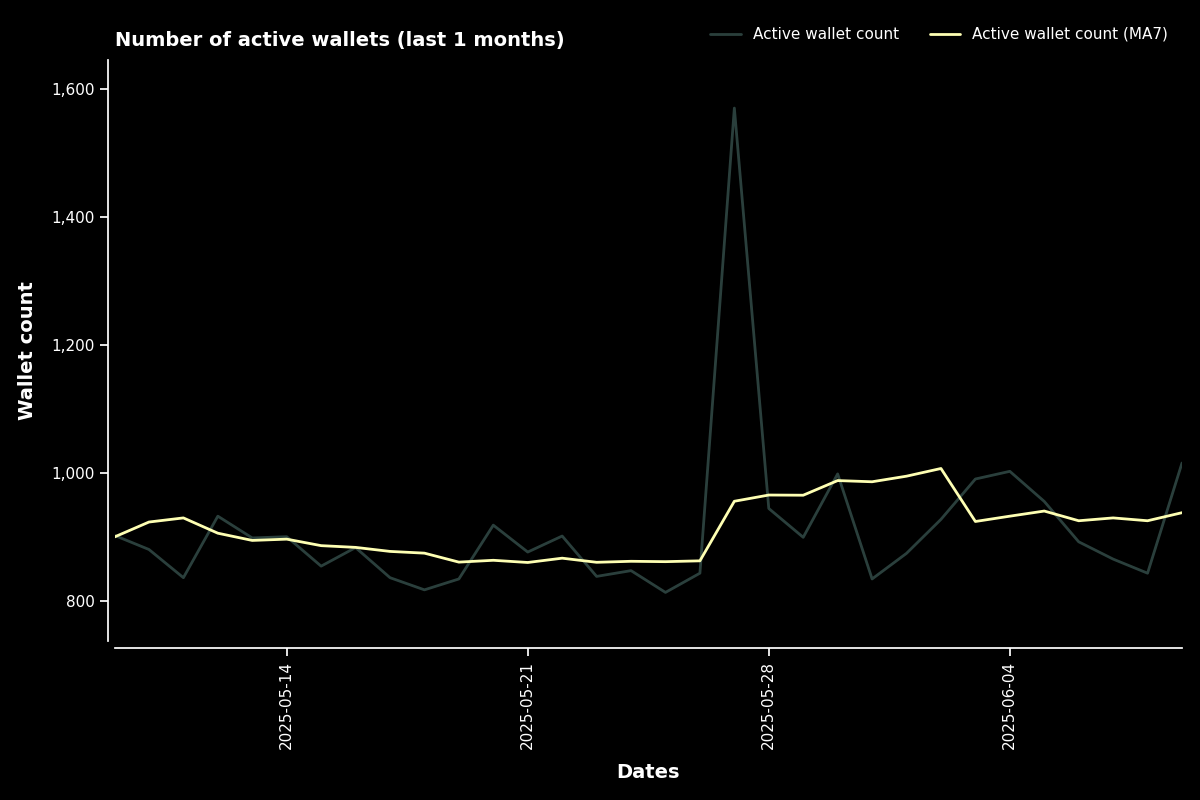 Number of active wallets (last 1 months)
Active wallet count
Active wallet count (MA7)
1,600
1,400
1,200
1,000
800
Wallet count
2025-05-14
2025-05-21
2025-05-28
2025-06-04
Dates